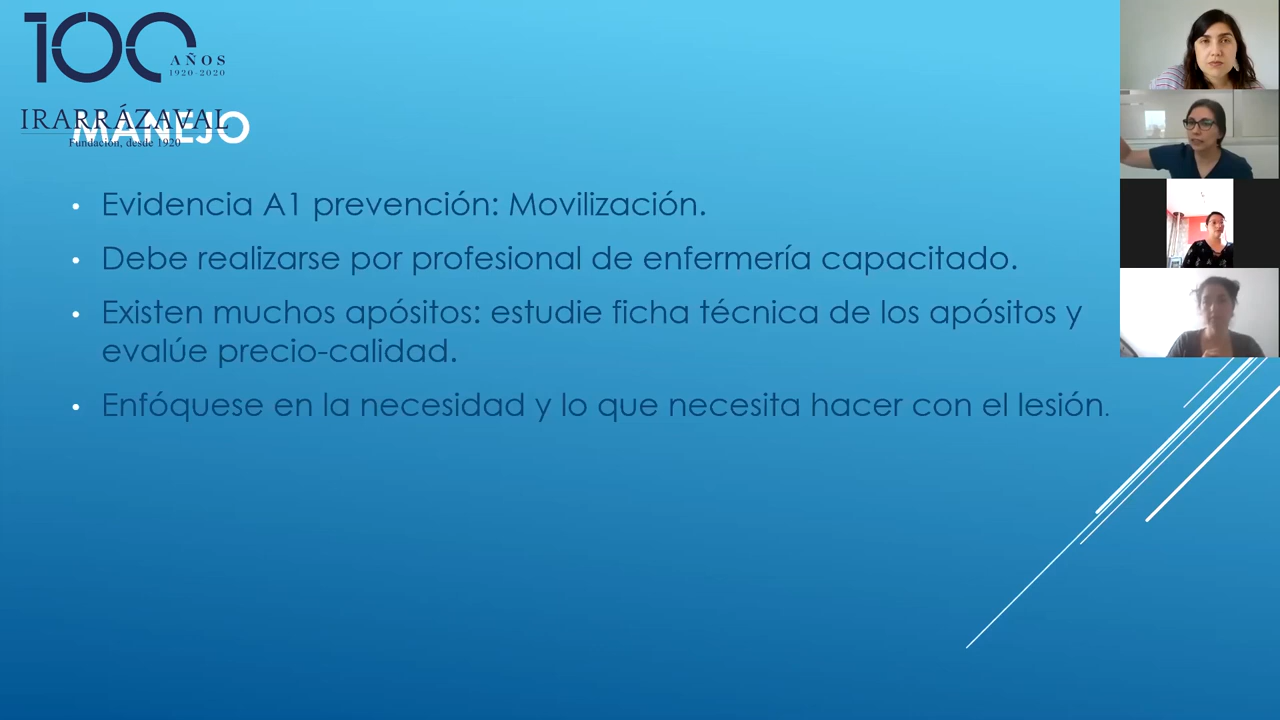 100
AÑOS
1920-2020
IRARRÁZAVAL
Fundación, desde 1920
MANEJO
• Evidencia A1 prevención: Movilización.
• Debe realizarse por profesional de enfermería capacitado.
• Existen muchos apósitos: estudie ficha técnica de los apósitos y
evalúe precio-calidad.
• Enfóquese en la necesidad y lo que necesita hacer con el lesión.